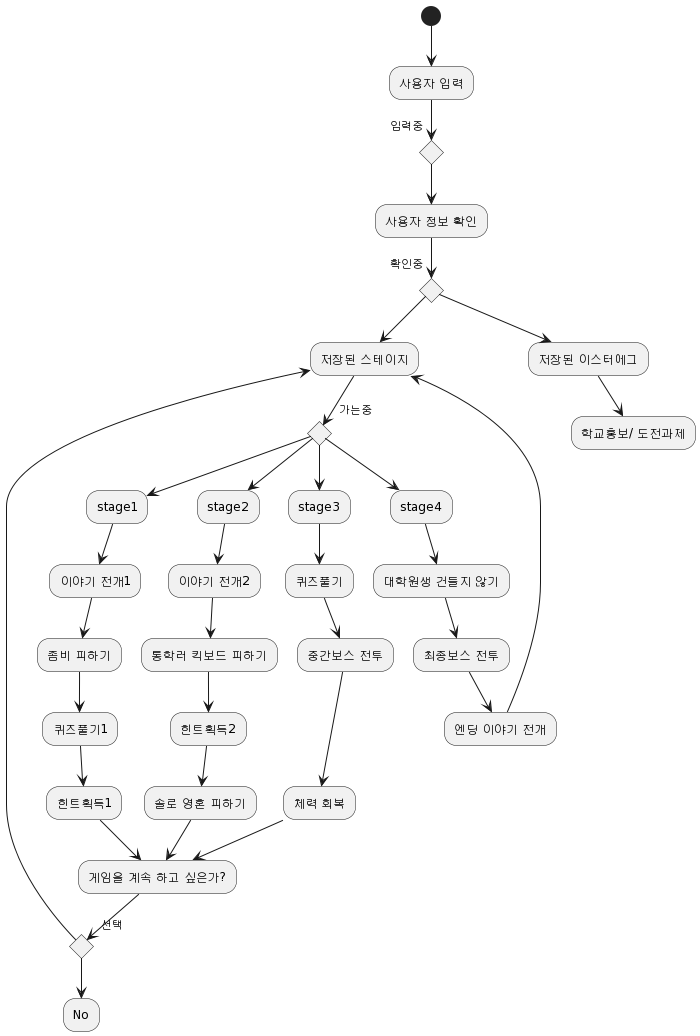 사용자 입력
입력중
사용자 정보 확인
확인중
저장된 스테이지
저장된 이스터에그
가는중
학교홍보/ 도전과제
stage1
stage2
stage3
stage4
이야기 전개1
이야기 전개2
퀴즈풀기
대학원생 건들지 않기
좀비 피하기
통학러 킥보드 피하기
중간보스 전투
최종보스 전투
퀴즈풀기1
힌트획득2
엔딩 이야기 전개
힌트획득1
솔로 영혼 피하기
체력 회복
게임을 계속 하고 싶은가?
선택
No